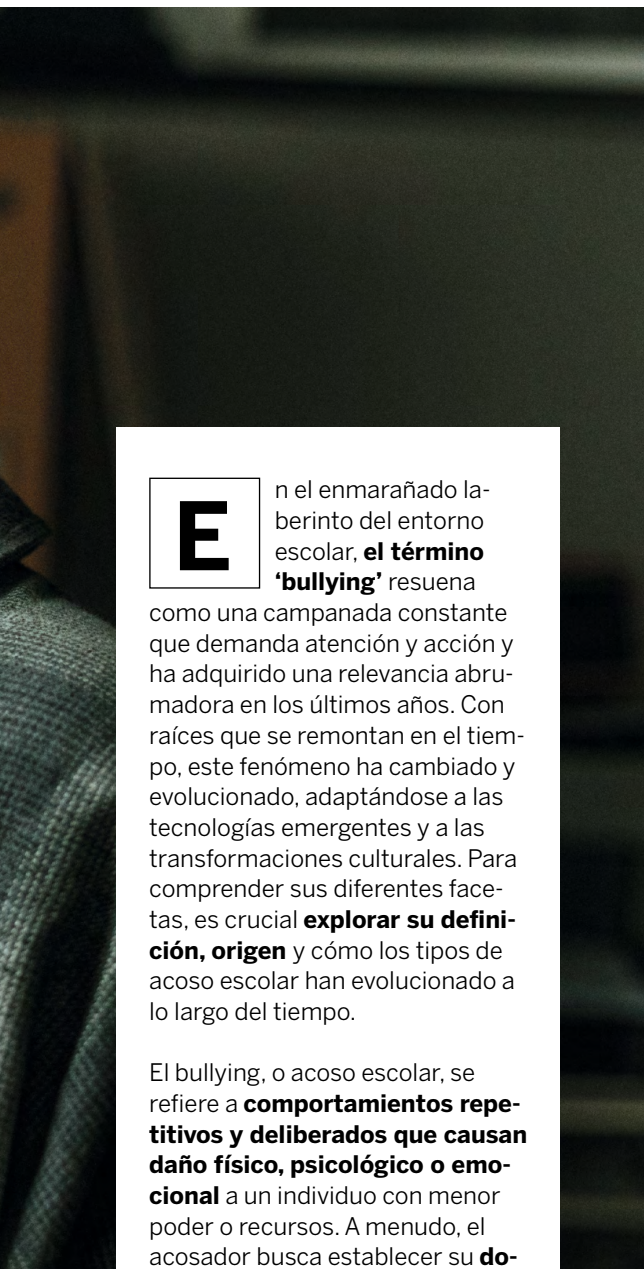 En el enmarañado la-
berinto del entorno
escolar, el término
‘bullying’ resuena
como una campanada constante
que demanda atención y acción y
ha adquirido una relevancia abru-
madora en los últimos años. Con
raíces que se remontan en el tiem-
po, este fenómeno ha cambiado y
evolucionado, adaptándose a las
tecnologías emergentes y a las
transformaciones culturales. Para
comprender sus diferentes face-
tas, es crucial explorar su defini-
ción, origen y cómo los tipos de
acoso escolar han evolucionado a
lo largo del tiempo.
El bullying, o acoso escolar, se
refiere a comportamientos repe-
titivos y deliberados que causan
daño físico, psicológico o emo-
cional a un individuo con menor
poder o recursos. A menudo, el
acosador busca establecer su do-